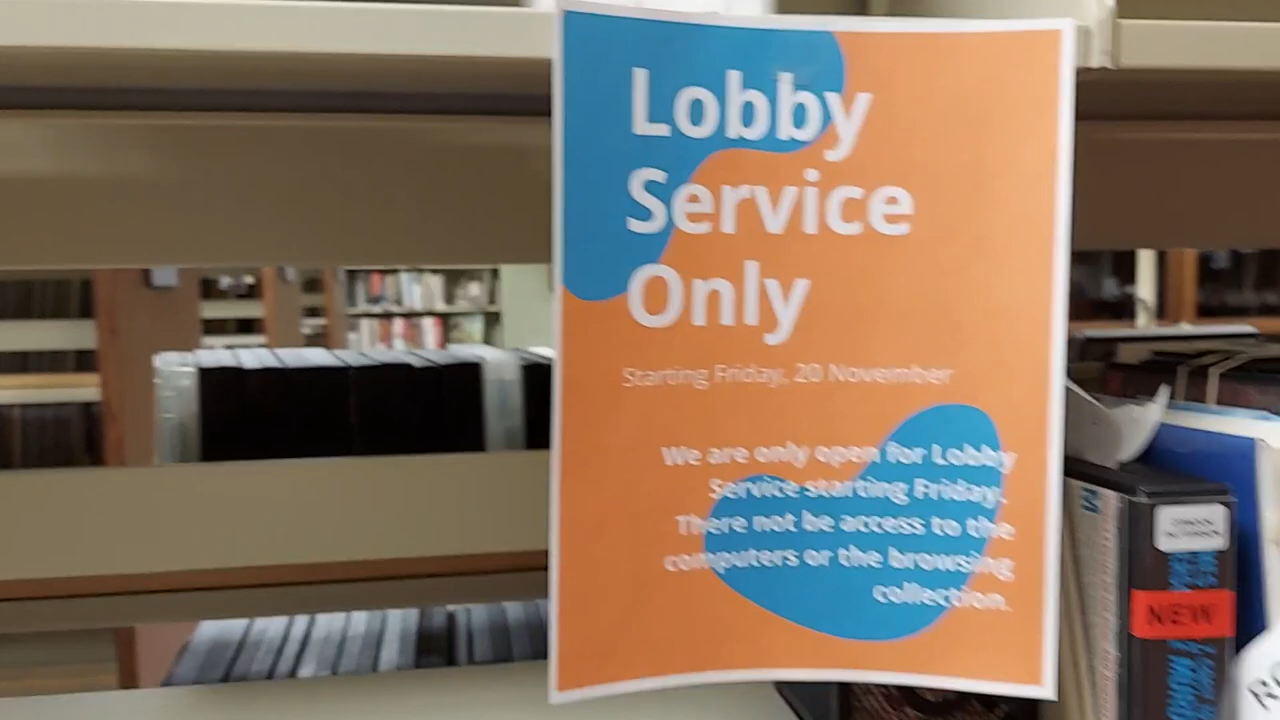 Lobby
Service
Only
Starting Friday, 20 November
We are only open for Lobby
Service starting Friday.
There not be access to the
computers or the browsing
collection.
NEW